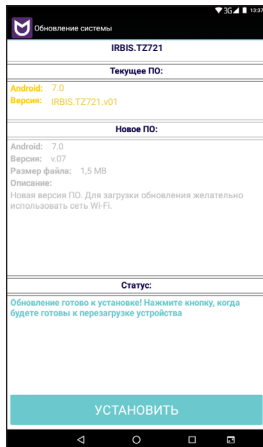 3G 13:37
Обновление системы
IRBIS.TZ721
Текущее ПО:
Android: 7.0
Версия: IRBIS.TZ721.v01
Новое ПО:
Android: 7.0
Версия: v.07
Размер файла: 1,5 MB
Описание:
Новая версия ПО. Для загрузки обновления желательно
использовать сеть Wi-Fi.
Статус:
Обновление готово к установке! Нажмите кнопку, когда
будете готовы к перезагрузке устройства
УСТАНОВИТЬ